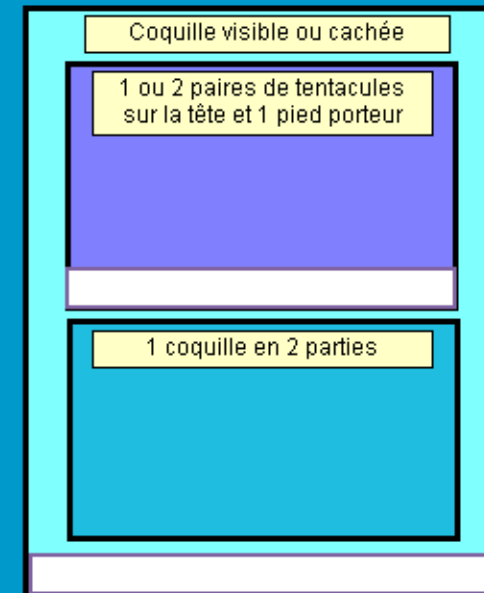 Coquille visible ou cachée
1 ou 2 paires de tentacules
sur la tête et 1 pied porteur
1 coquille en 2 parties